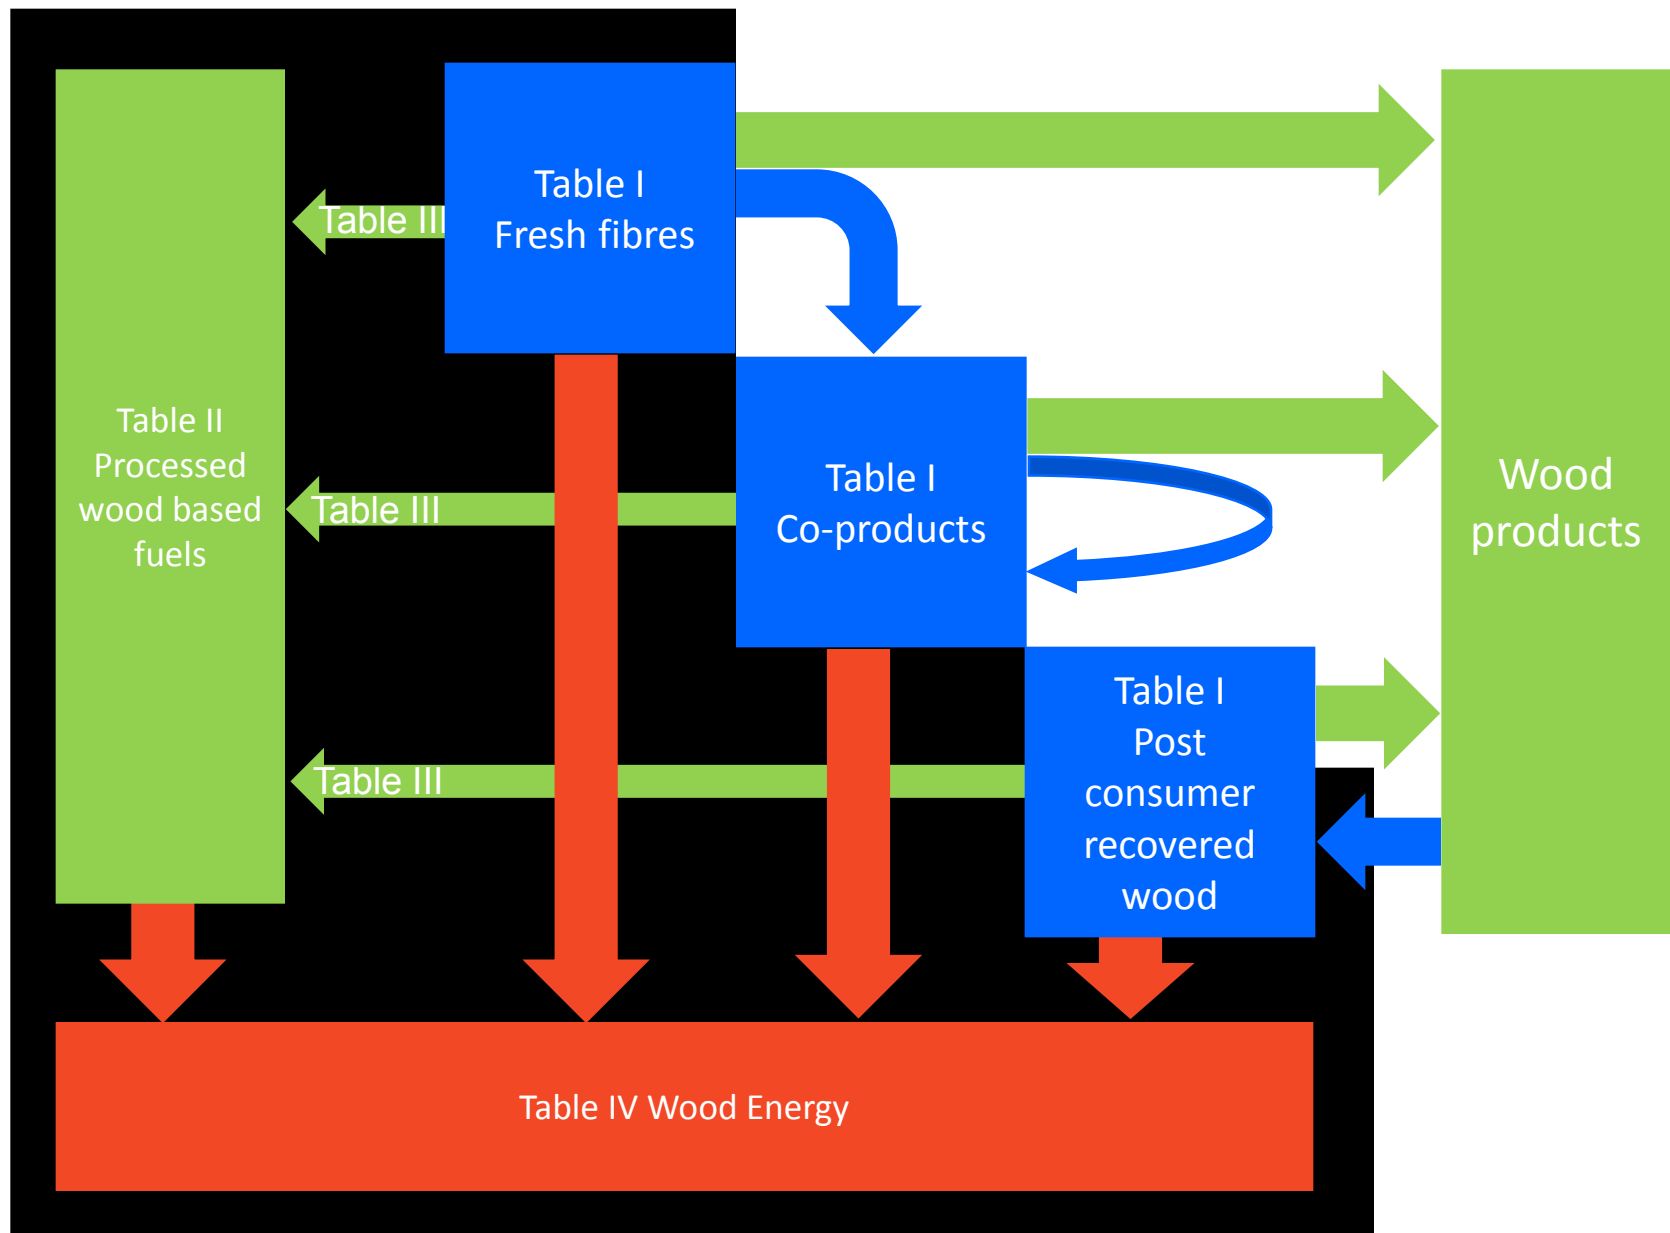 Table I
Fresh fibres
Table III
Table II
Processed
wood based
fuels
Table III
Table I
Co-products
Wood
products
Table III
Table I
Post
consumer
recovered
wood
Table IV Wood Energy